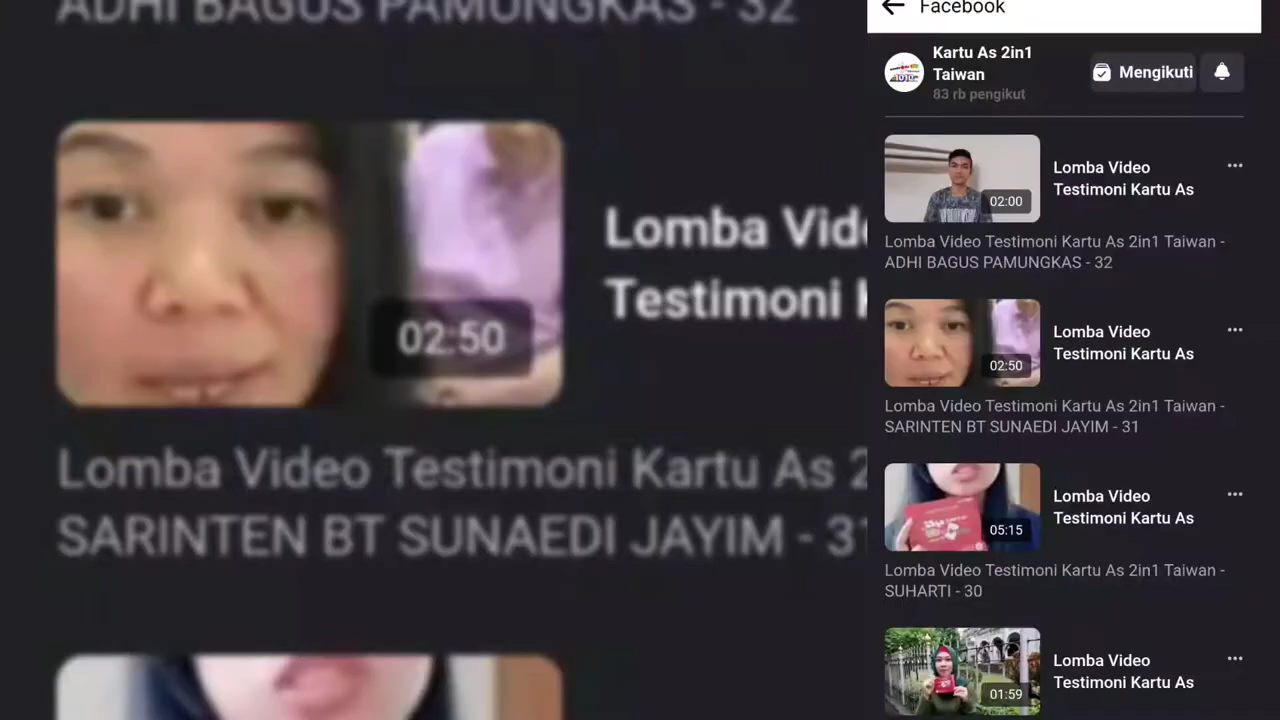 ADHI BAGUS PAMUNGKAS - 32
02:50
Lomba Vid
Testimoni
Lomba Video Testimoni Kartu As 2
SARINTEN BT SUNAEDI JAYIM - 31
Facebook
Kartu As 2in1
Taiwan
83 rb pengikut
Mengikuti
Lomba Video
Testimoni Kartu As
02:00
Lomba Video Testimoni Kartu As 2in1 Taiwan -
ADHI BAGUS PAMUNGKAS - 32
Lomba Video
Testimoni Kartu As
02:50
Lomba Video Testimoni Kartu As 2in1 Taiwan -
SARINTEN BT SUNAEDI JAYIM - 31
Lomba Video
Testimoni Kartu As
05:15
Lomba Video Testimoni Kartu As 2in1 Taiwan -
SUHARTI - 30
Lomba Video
Testimoni Kartu As
01:59